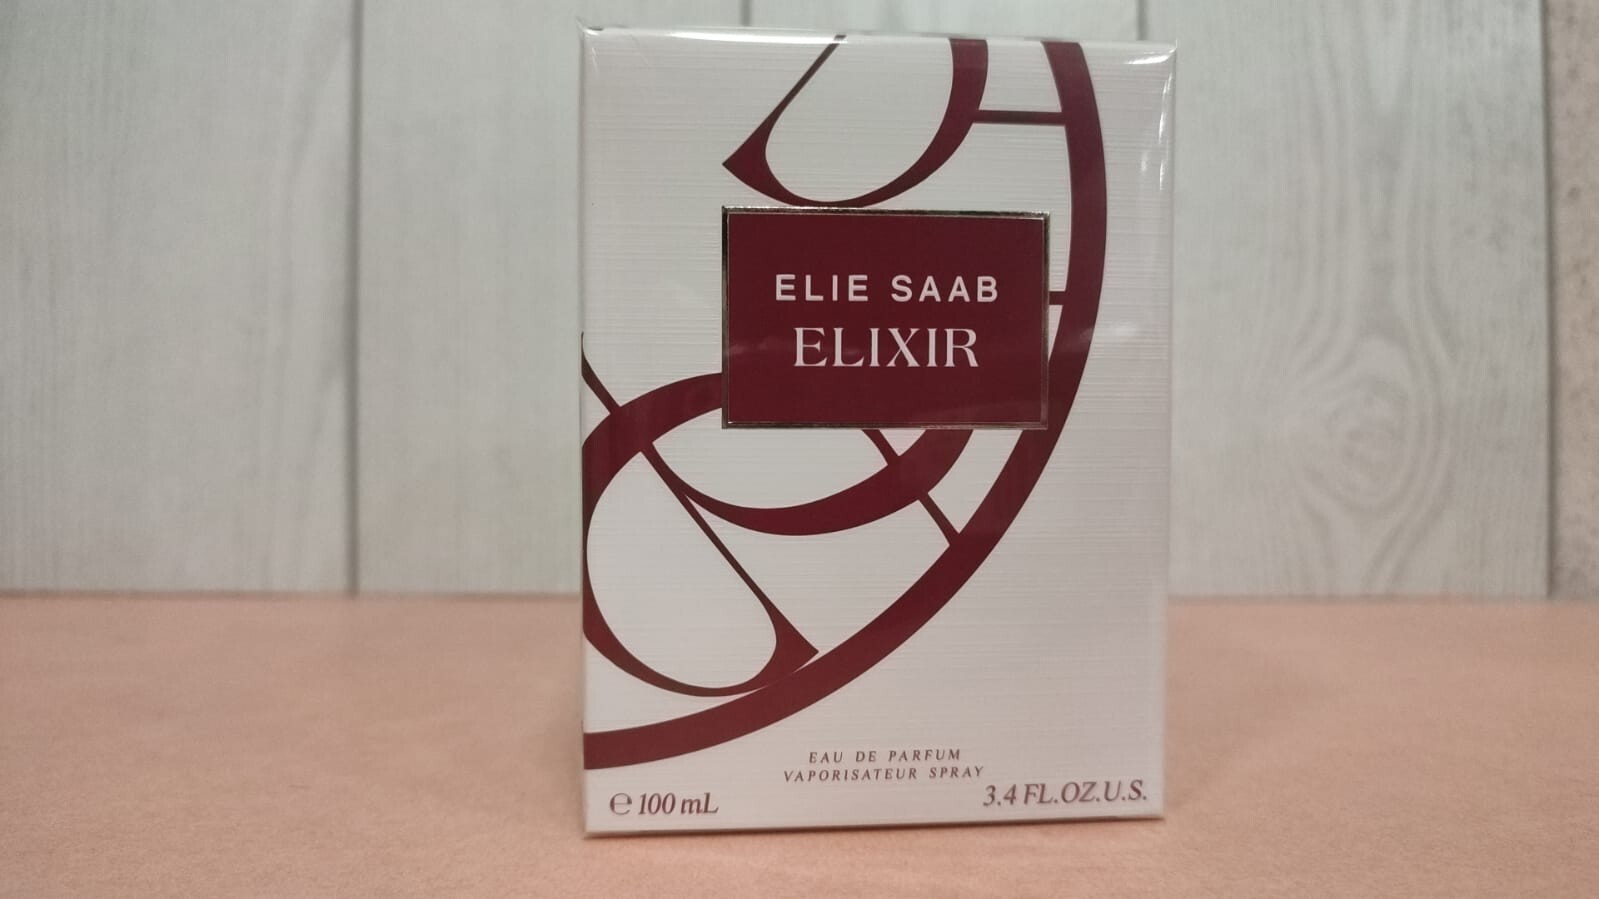 ELIE SAAB
ELIXIR
EAU DE PARFUM
VAPORISATEUR SPRAY
℮ 100 mL
3.4 FL.OZ.U.S.